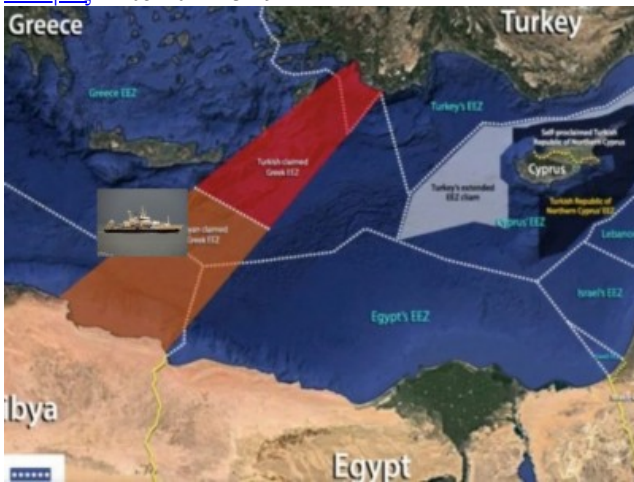 Greece
Turkey
Greece EEZ
Turkey's EEZ
Self-proclaimed Turkish
Republic of Northern Cyprus
Turkish claimed
Greek EEZ
Cyprus
Turkey's extended
EEZ claim
Turkish Republic of
Northern Cyprus' EEZ
Cyprus' EEZ
yan claimed
Greek EEZ
Lebano
Israel's EEZ
Egypt's EEZ
ibya
Egypt